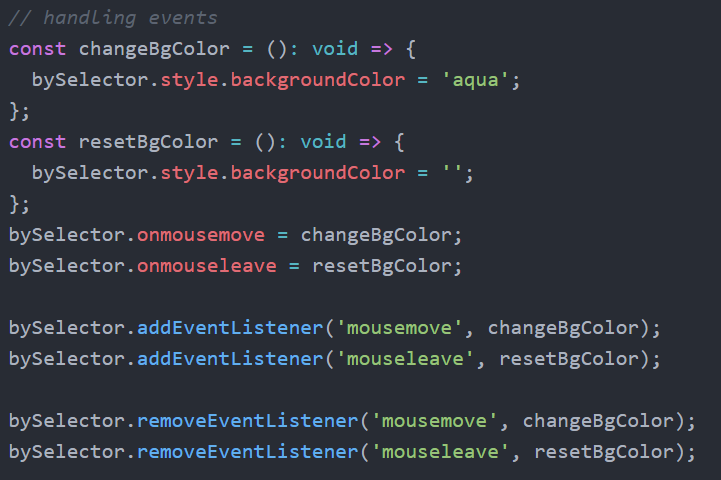 // handling events
const changeBgColor = (): void => {
  bySelector.style.backgroundColor = 'aqua';
};
const resetBgColor = (): void => {
  bySelector.style.backgroundColor = '';
};
bySelector.onmousemove = changeBgColor;
bySelector.onmouseleave = resetBgColor;

bySelector.addEventListener('mousemove', changeBgColor);
bySelector.addEventListener('mouseleave', resetBgColor);

bySelector.removeEventListener('mousemove', changeBgColor);
bySelector.removeEventListener('mouseleave', resetBgColor);